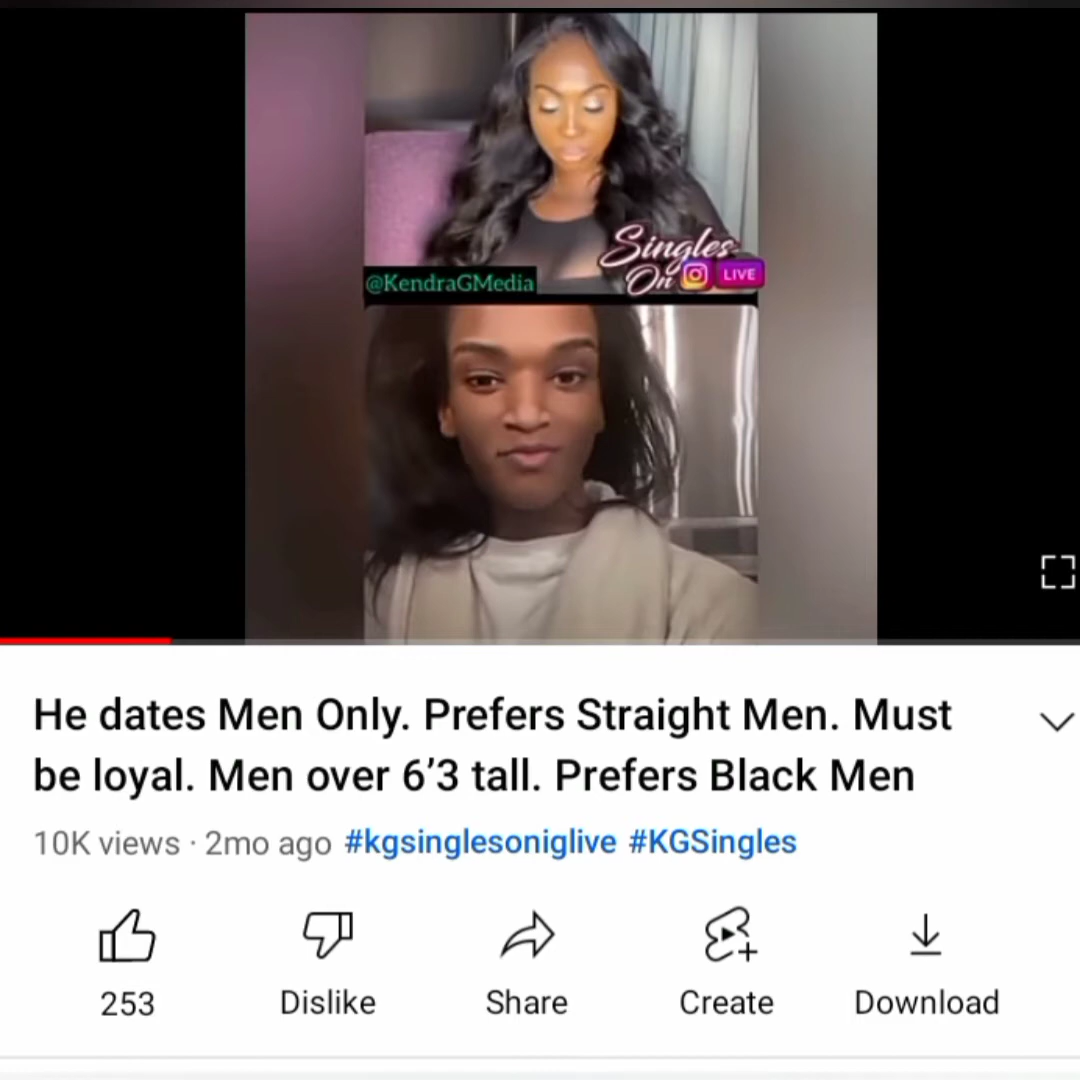 Singles
On LIVE
@KendraGMedia
He dates Men Only. Prefers Straight Men. Must
be loyal. Men over 6’3 tall. Prefers Black Men
10K views · 2mo ago #kgsinglesoniglive #KGSingles
253 Dislike Share Create Download